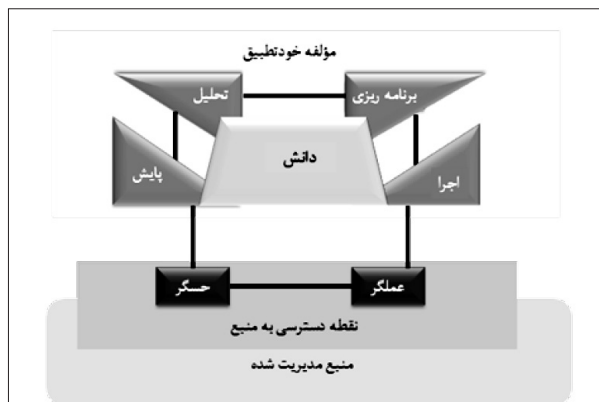 مؤلفه خودتطبیق
برنامه ریزی
تحلیل
دانش
اجرا
پایش
عملگر
حسگر
نقطه دسترسی به منبع
منبع مدیریت شده